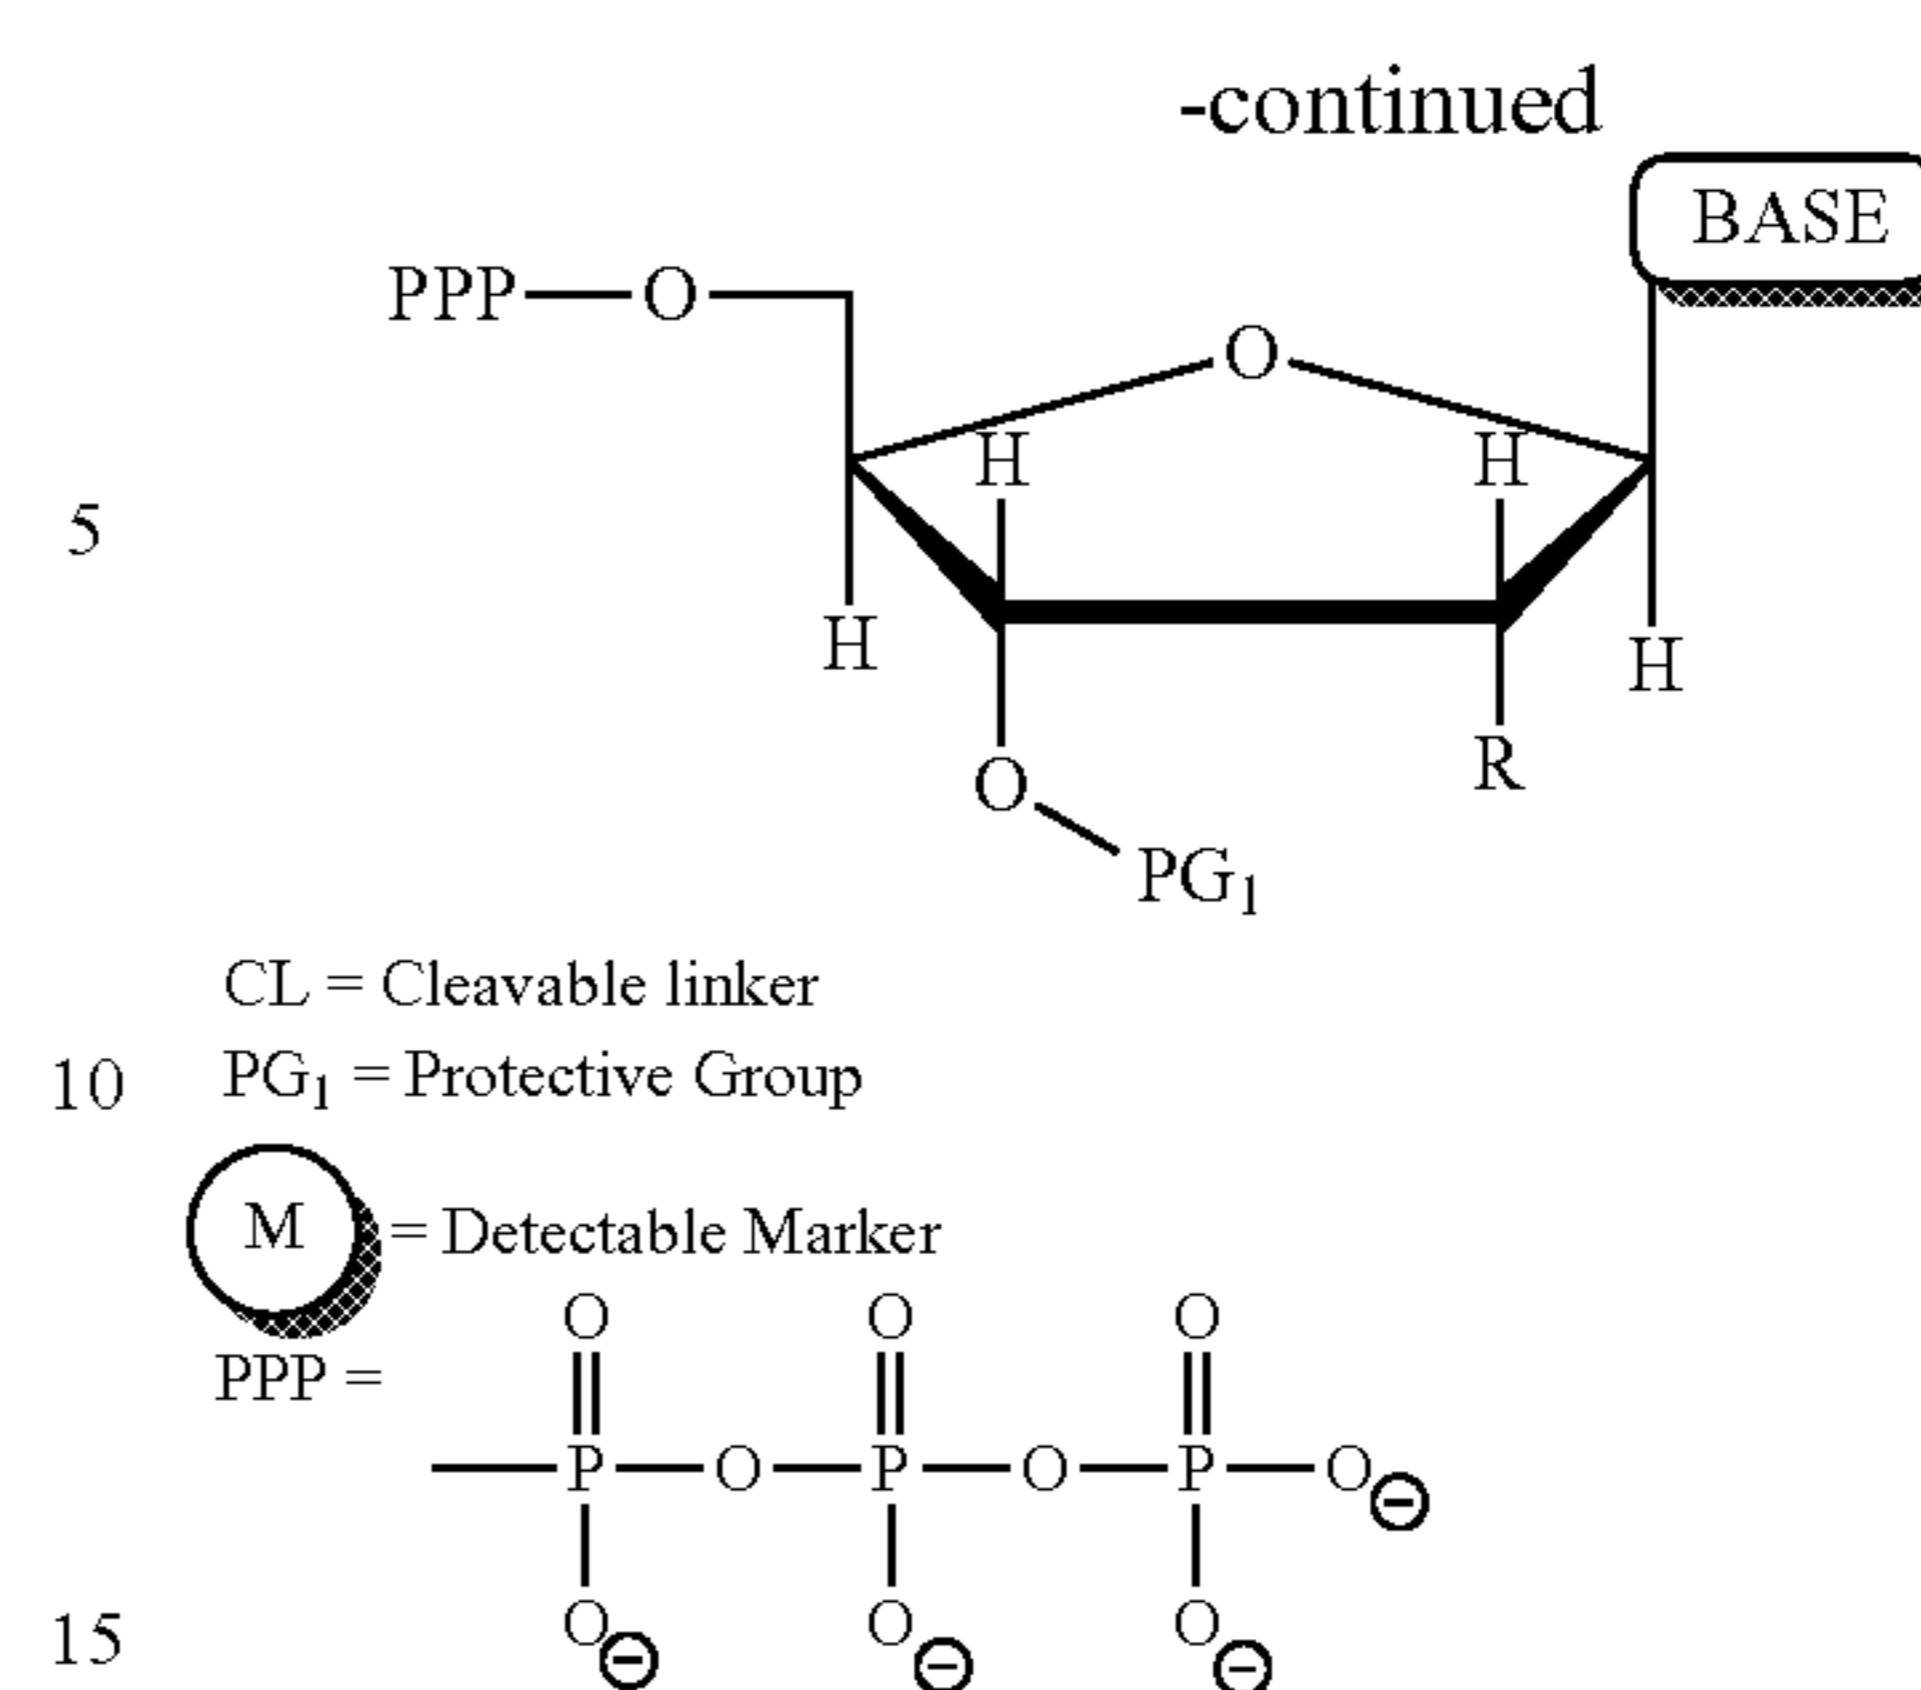 -continued
BASE
PPP—O
O
H H
5
H H
O R
PG1
CL = Cleavable linker
10 PG1 = Protective Group
M = Detectable Marker
O O O
PPP =
P—O—P—O—P—O⊖
15 O⊖ O⊖ O⊖